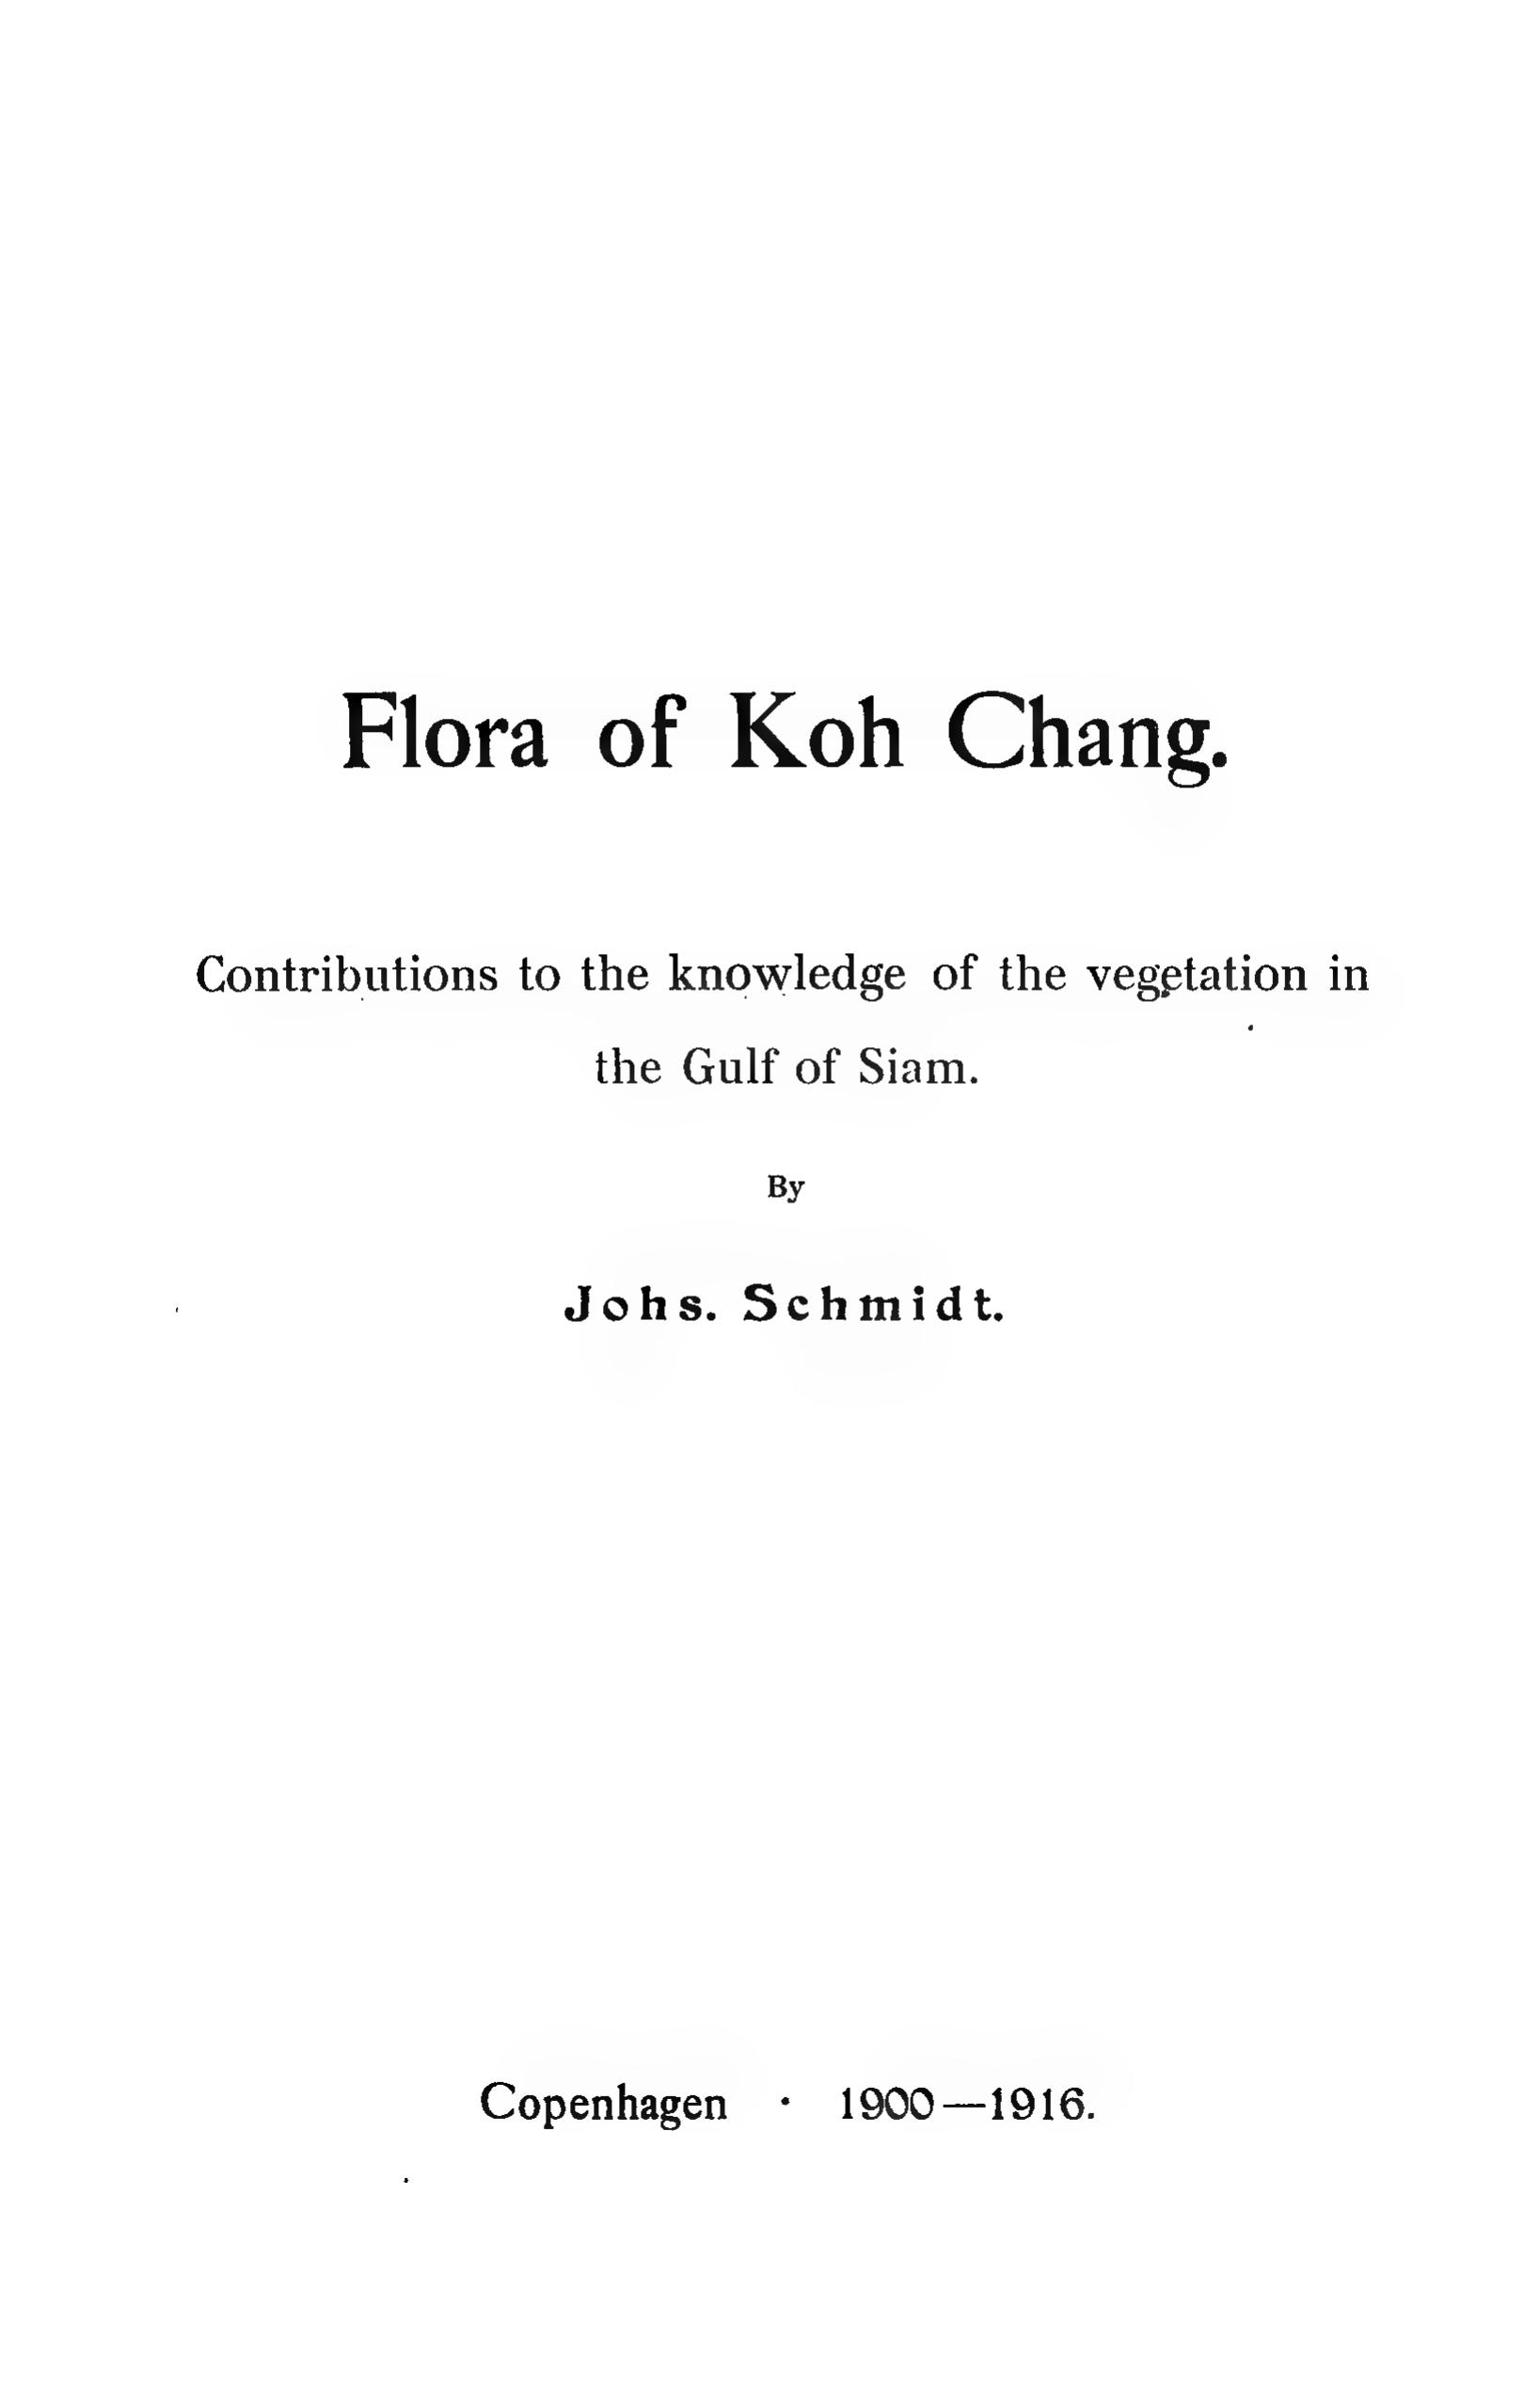 Flora of Koh Chang.
Contributions to the knowledge of the vegetation in
the Gulf of Siam.
By
Johs. Schmidt.
Copenhagen · 1900—1916.